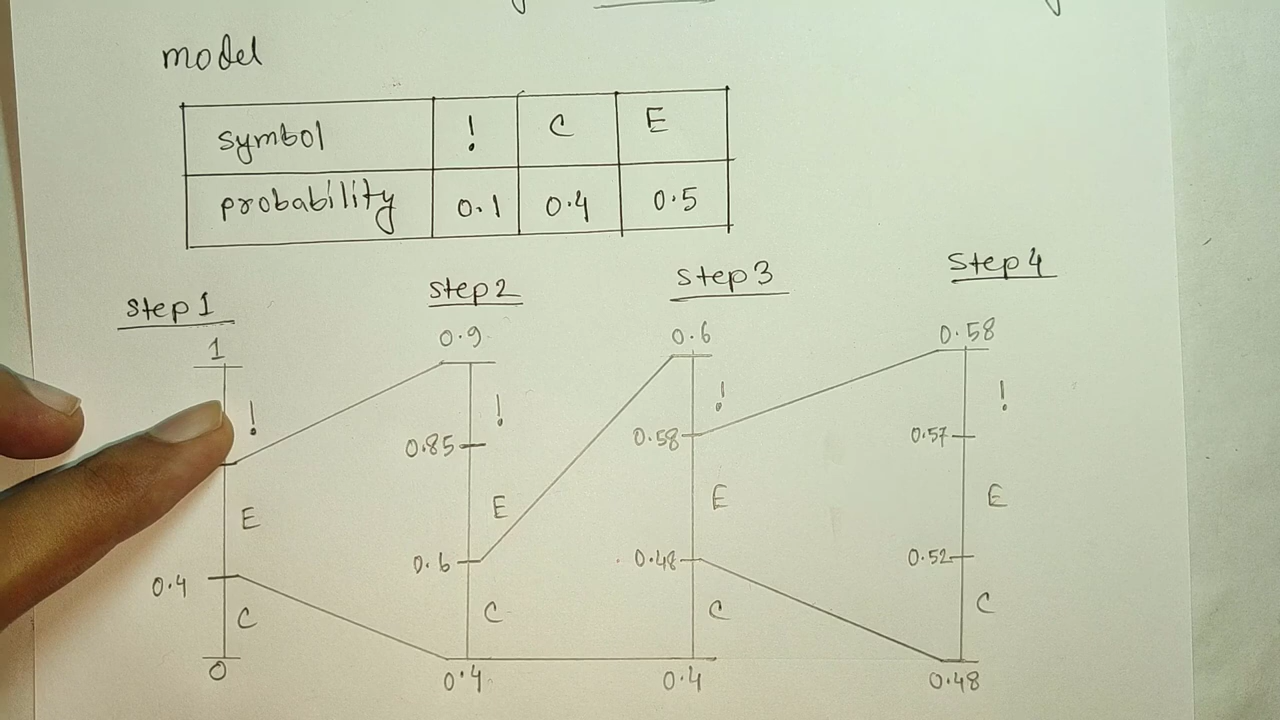 model
symbol ! C E
probability 0.1 0.4 0.5
Step 1 Step 2 Step 3 Step 4
1 0.9 0.6 0.58
! ! ! !
0.85 0.58 0.57
E E E E
0.4 0.6 0.48 0.52
C C C C
0 0.4 0.4 0.48